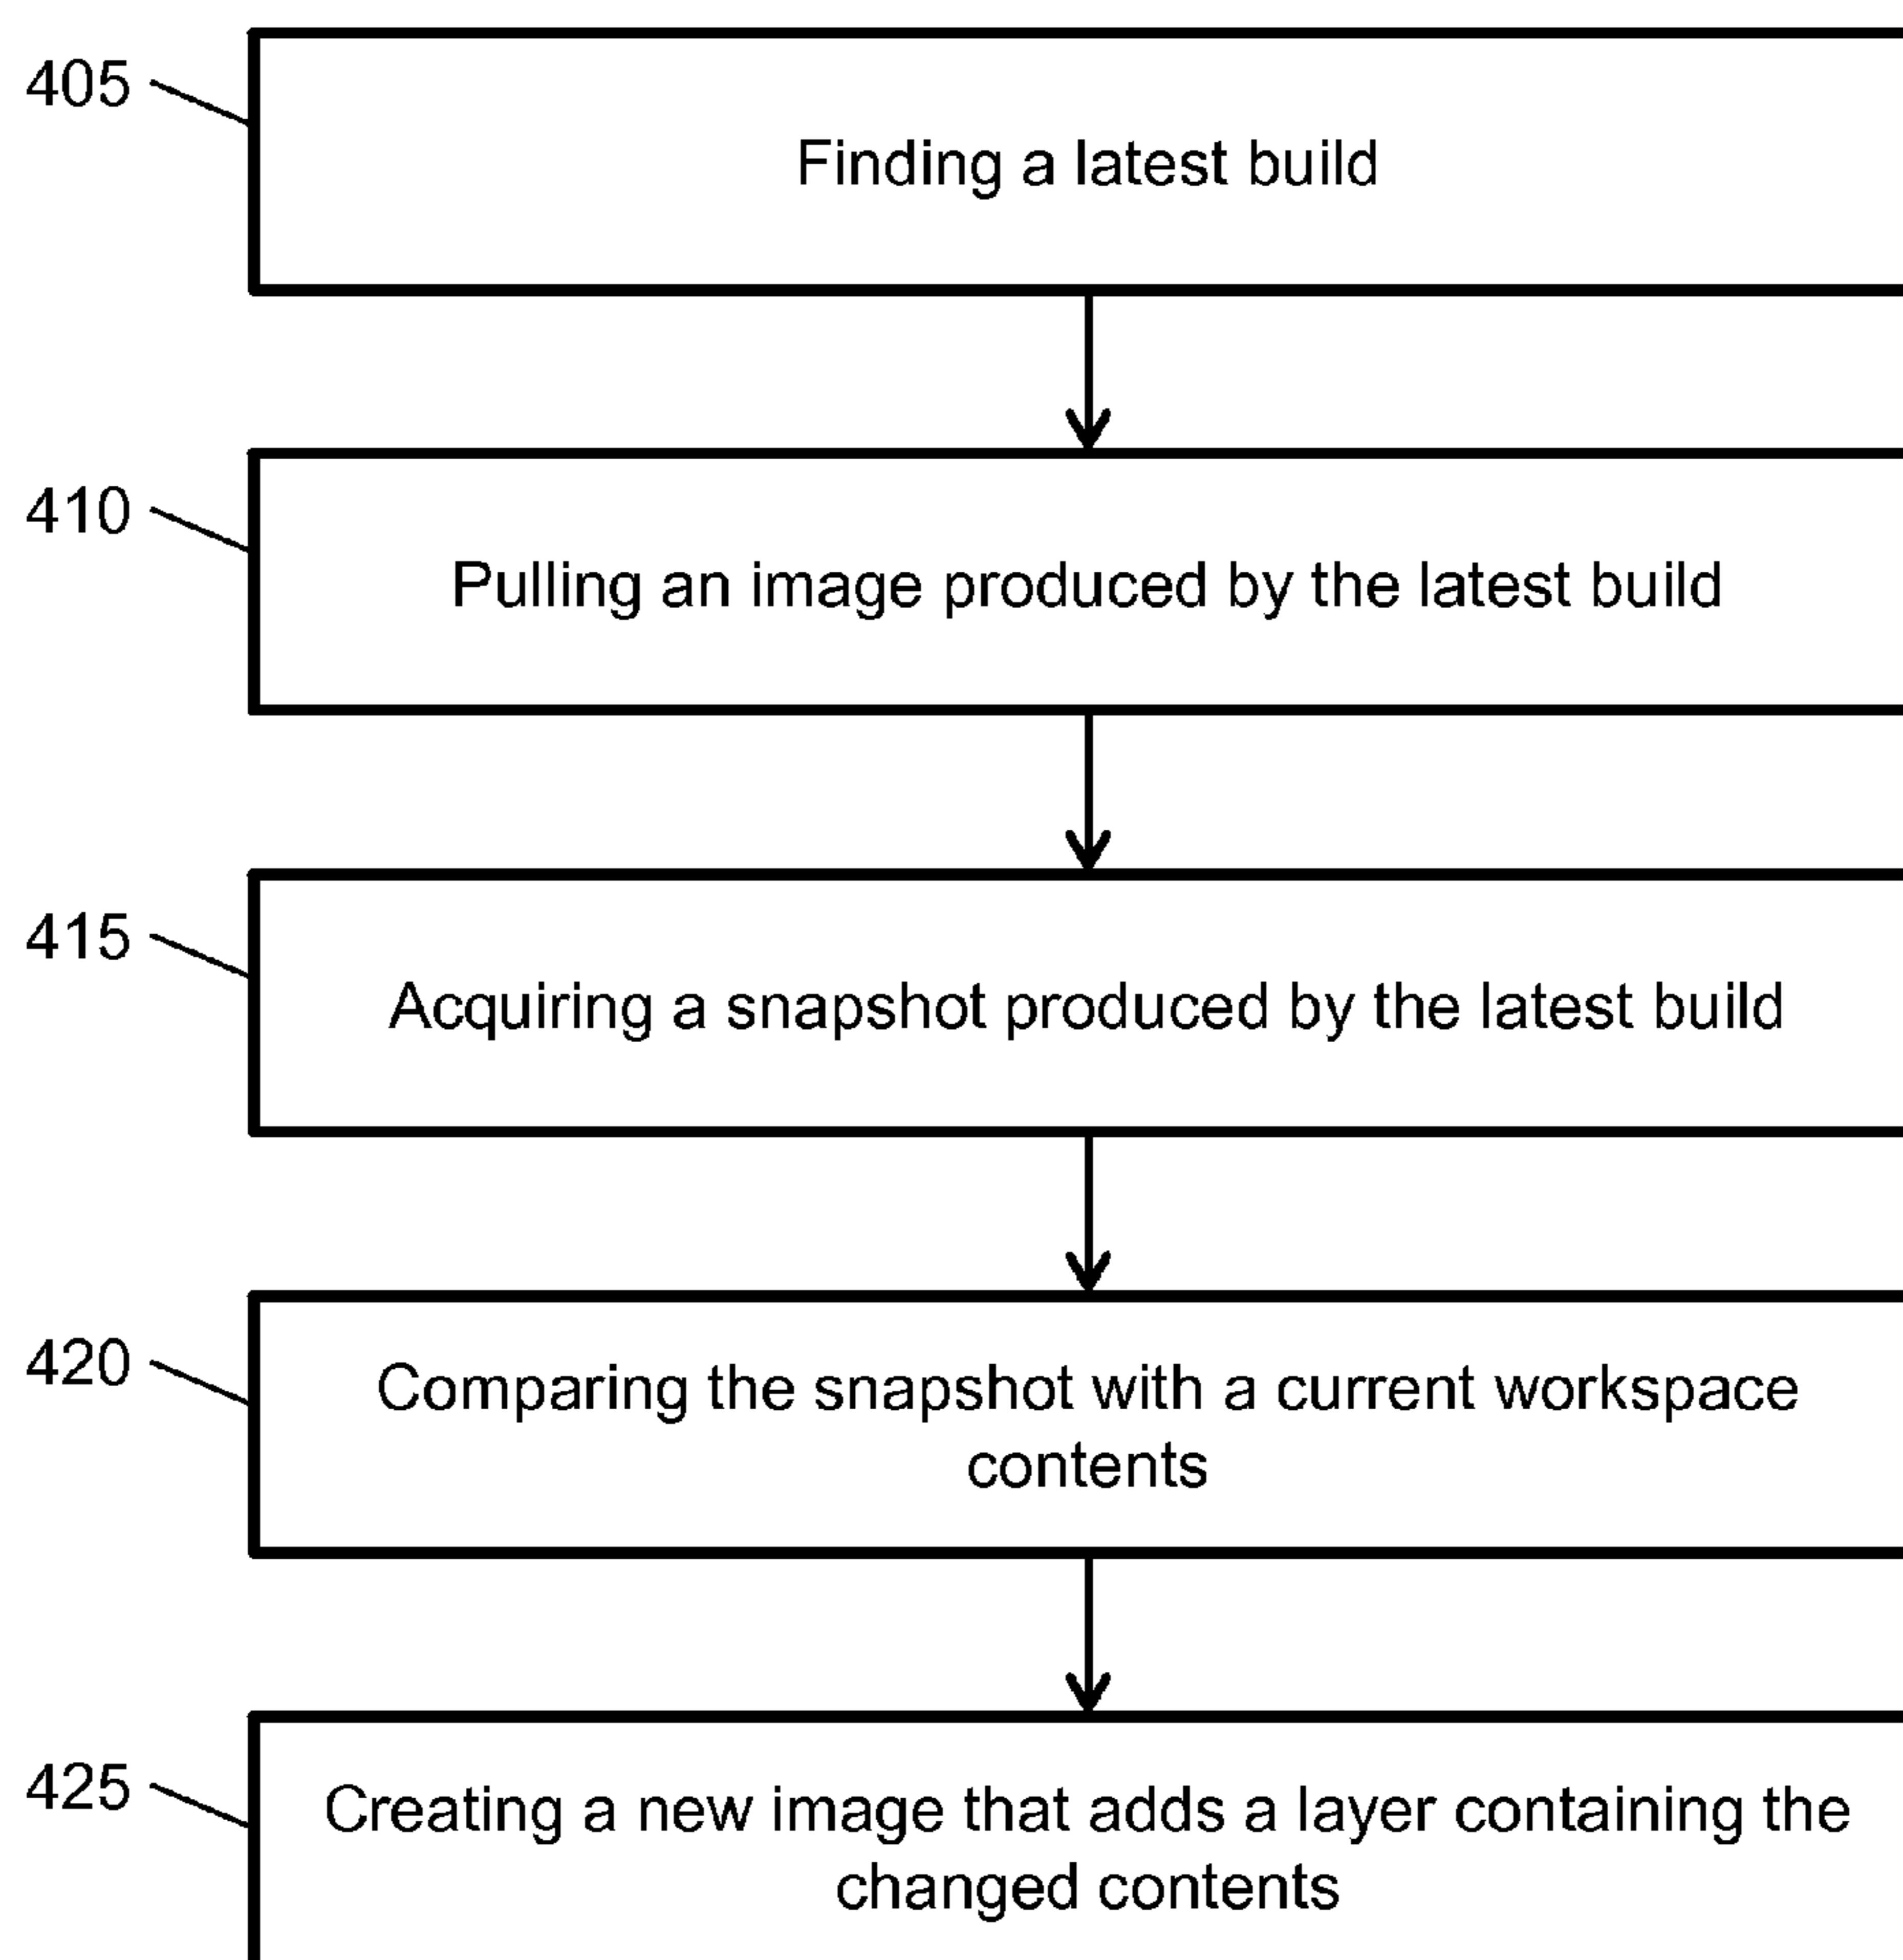 405
Finding a latest build
410
Pulling an image produced by the latest build
415
Acquiring a snapshot produced by the latest build
420
Comparing the snapshot with a current workspace
contents
425
Creating a new image that adds a layer containing the
changed contents